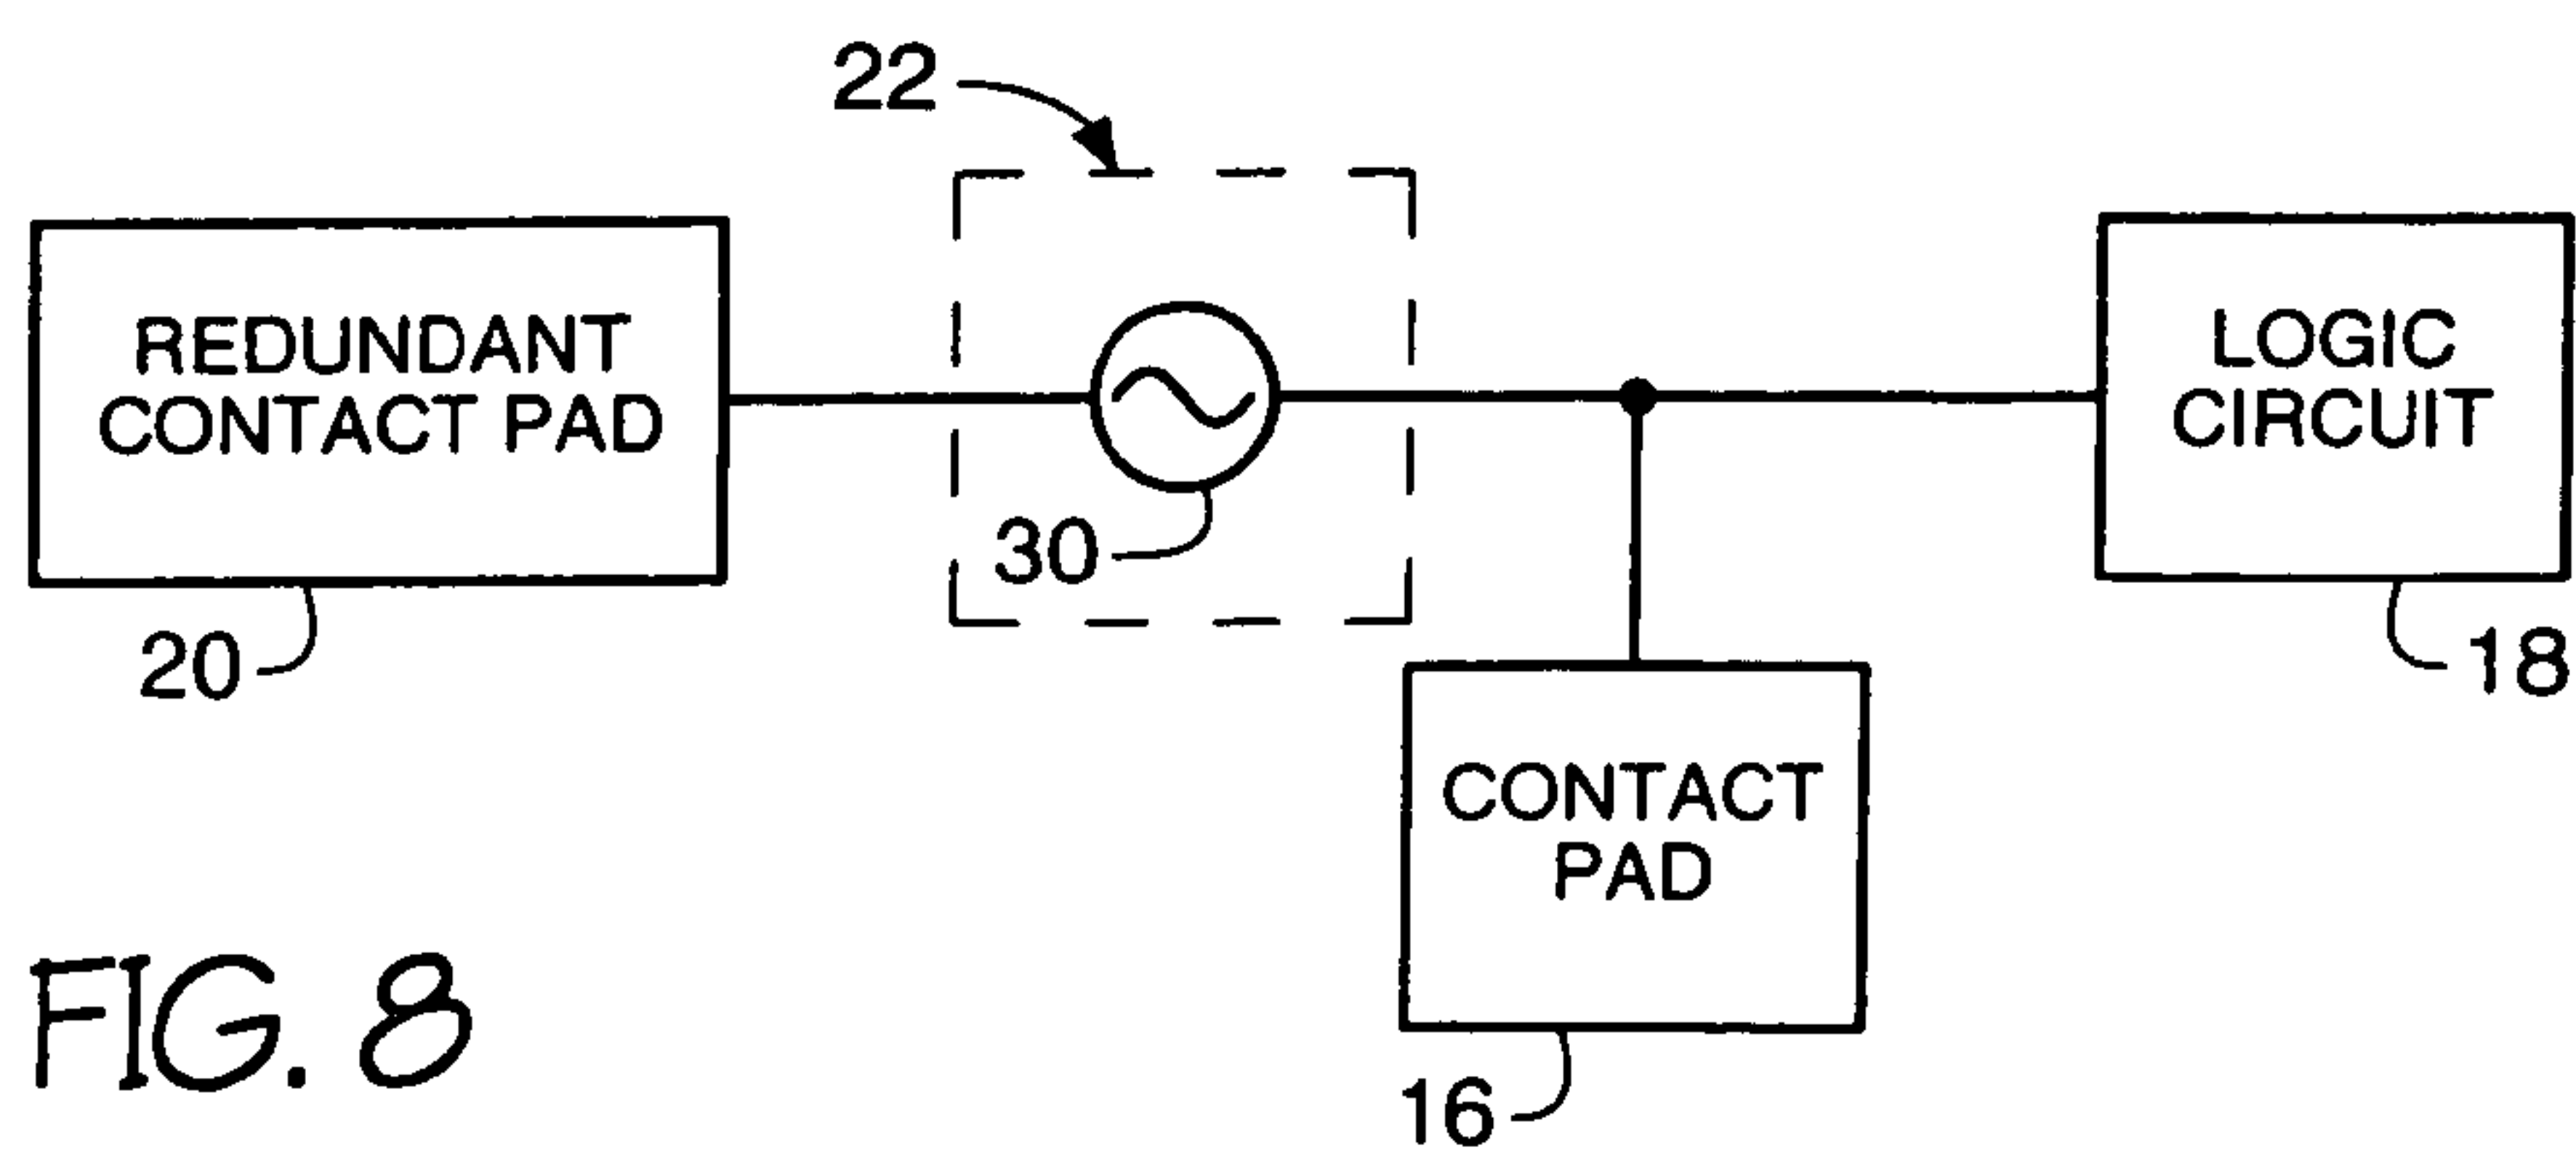 22
REDUNDANT
CONTACT PAD
LOGIC
CIRCUIT
30
20
18
CONTACT
PAD
16
FIG. 8